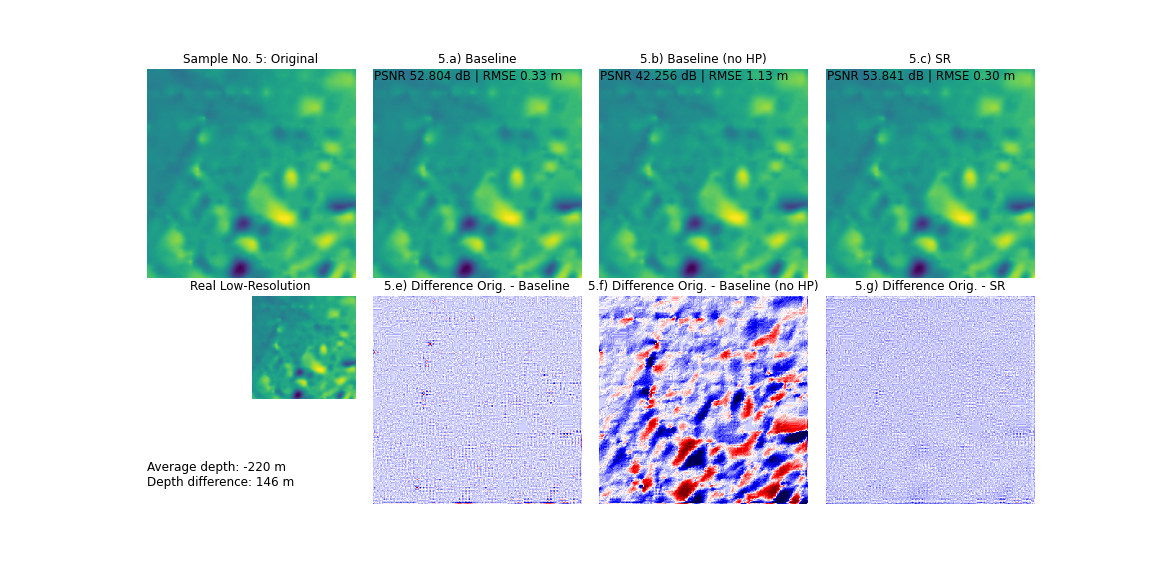 Sample No. 5: Original
5.a) Baseline
5.b) Baseline (no HP)
5.c) SR
PSNR 52.804 dB | RMSE 0.33 m
PSNR 42.256 dB | RMSE 1.13 m
PSNR 53.841 dB | RMSE 0.30 m
Real Low-Resolution
5.e) Difference Orig. - Baseline
5.f) Difference Orig. - Baseline (no HP)
5.g) Difference Orig. - SR
Average depth: -220 m
Depth difference: 146 m